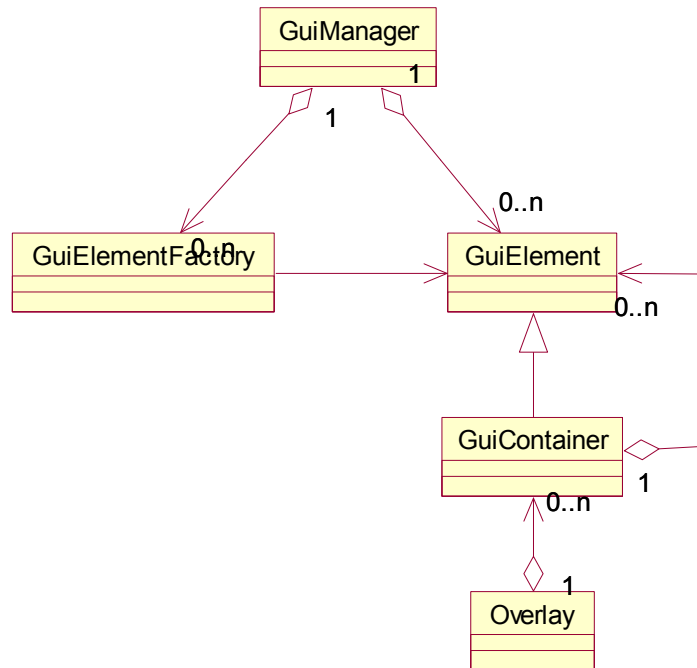 GuiManager
1
1
0..n
0..n
GuiElementFactory
GuiElement
0..n
GuiContainer
1
0..n
1
Overlay